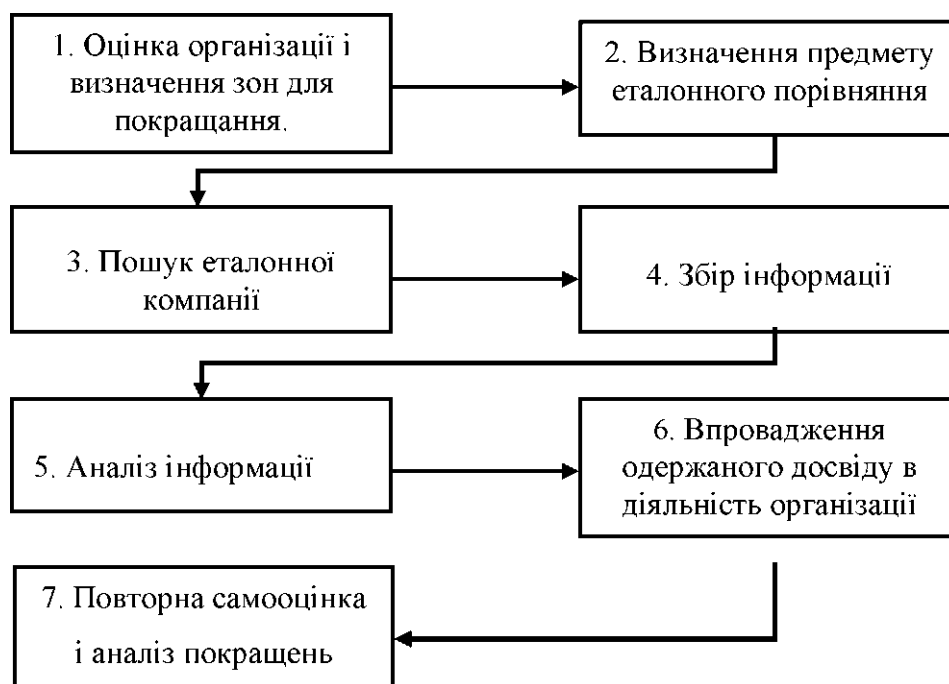 1. Оцінка організації і
визначення зон для
покращання.
2. Визначення предмету
еталонного порівняння
3. Пошук еталонної
компанії
4. Збір інформації
5. Аналіз інформації
6. Впровадження
одержаного досвіду в
діяльність організації
7. Повторна самооцінка
і аналіз покращень